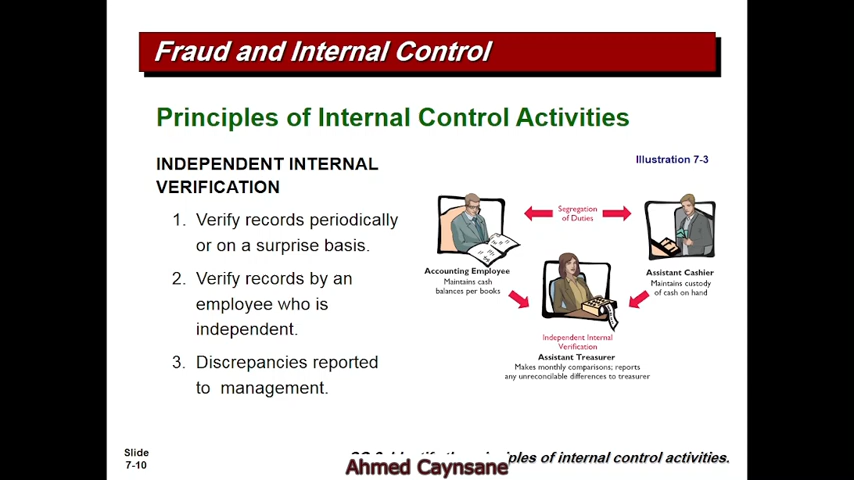 Fraud and Internal Control
Principles of Internal Control Activities
INDEPENDENT INTERNAL
VERIFICATION
1. Verify records periodically
or on a surprise basis.
2. Verify records by an
employee who is
independent.
3. Discrepancies reported
to management.
Illustration 7-3
Segregation
of Duties
Accounting Employee
Maintains cash
balances per books
Assistant Cashier
Maintains custody
of cash on hand
Independent Internal
Verification
Assistant Treasurer
Makes monthly comparisons; reports
any unreconcilable differences to treasurer
Slide
7-10
principles of internal control activities.
Ahmed Caynsane